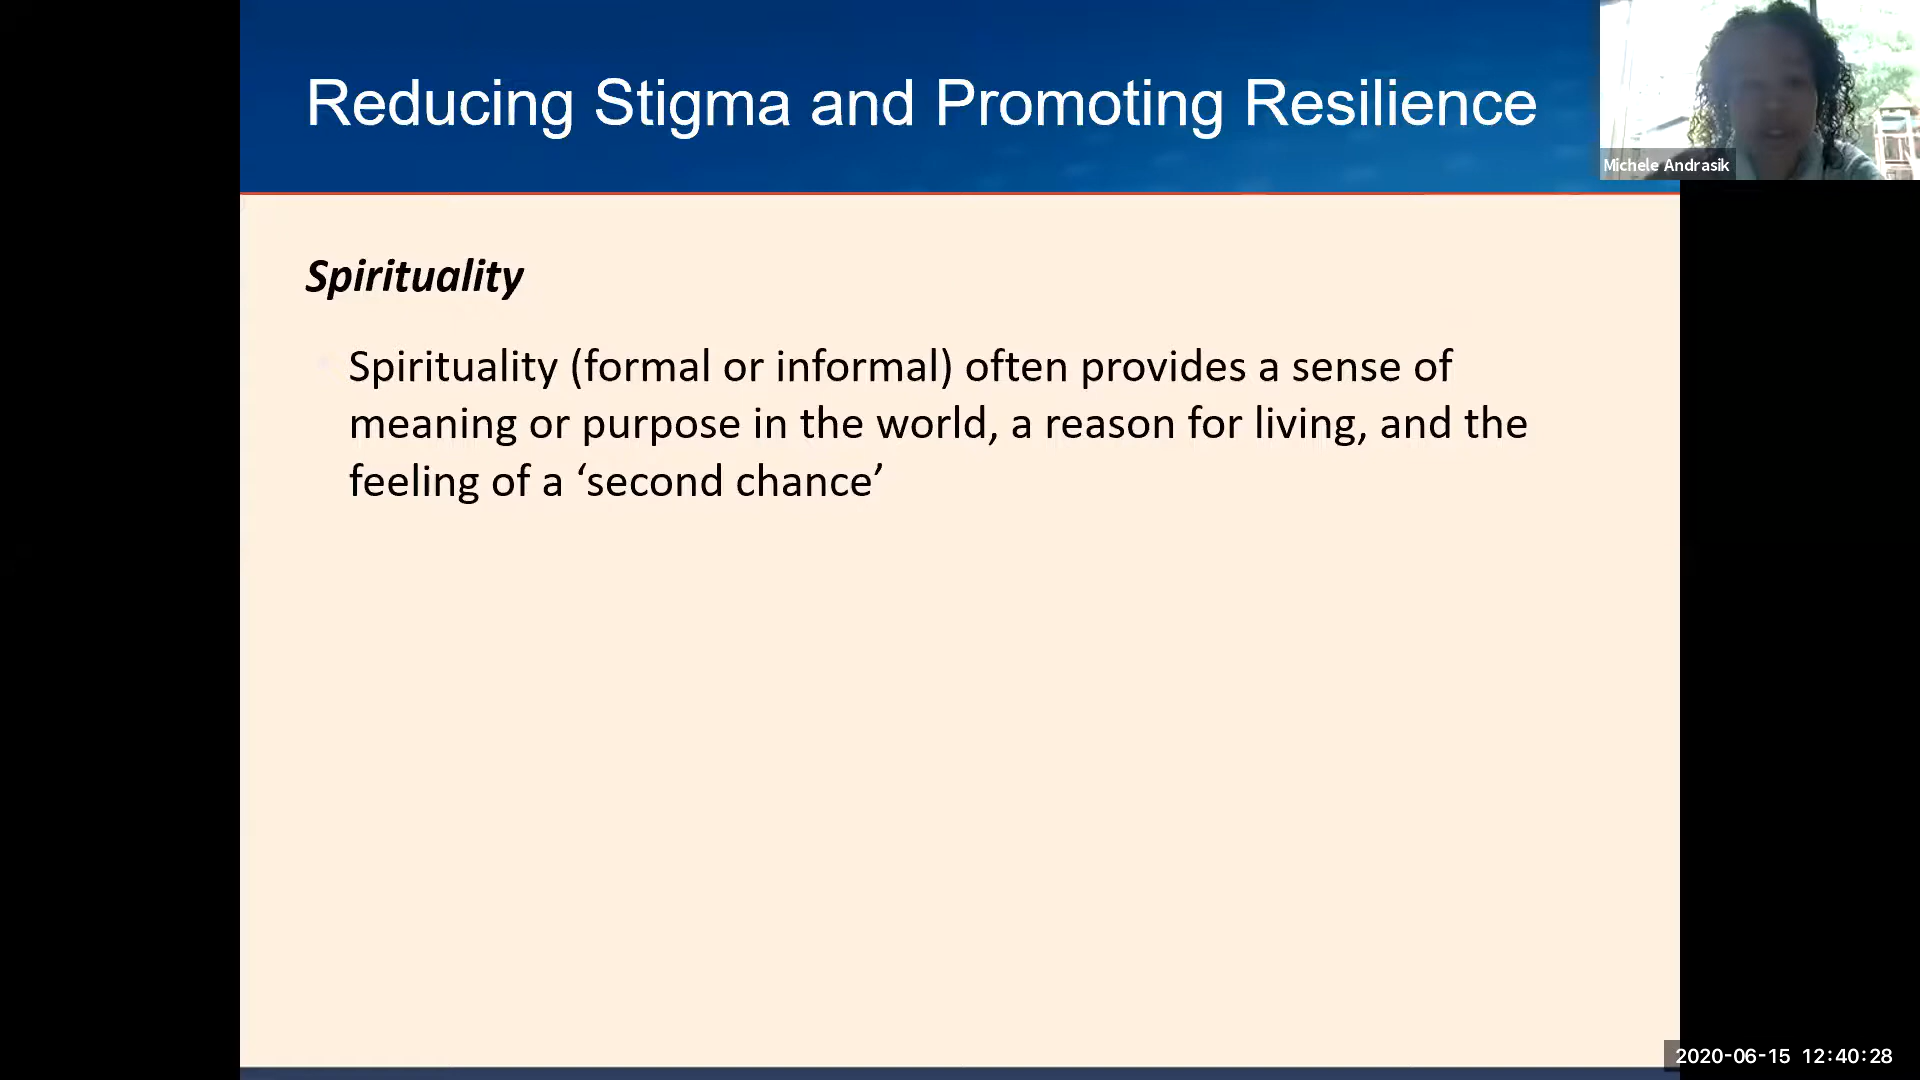 Reducing Stigma and Promoting Resilience
Michele Andrasik
Spirituality
Spirituality (formal or informal) often provides a sense of
meaning or purpose in the world, a reason for living, and the
feeling of a ‘second chance’
2020-06-15 12:40:28